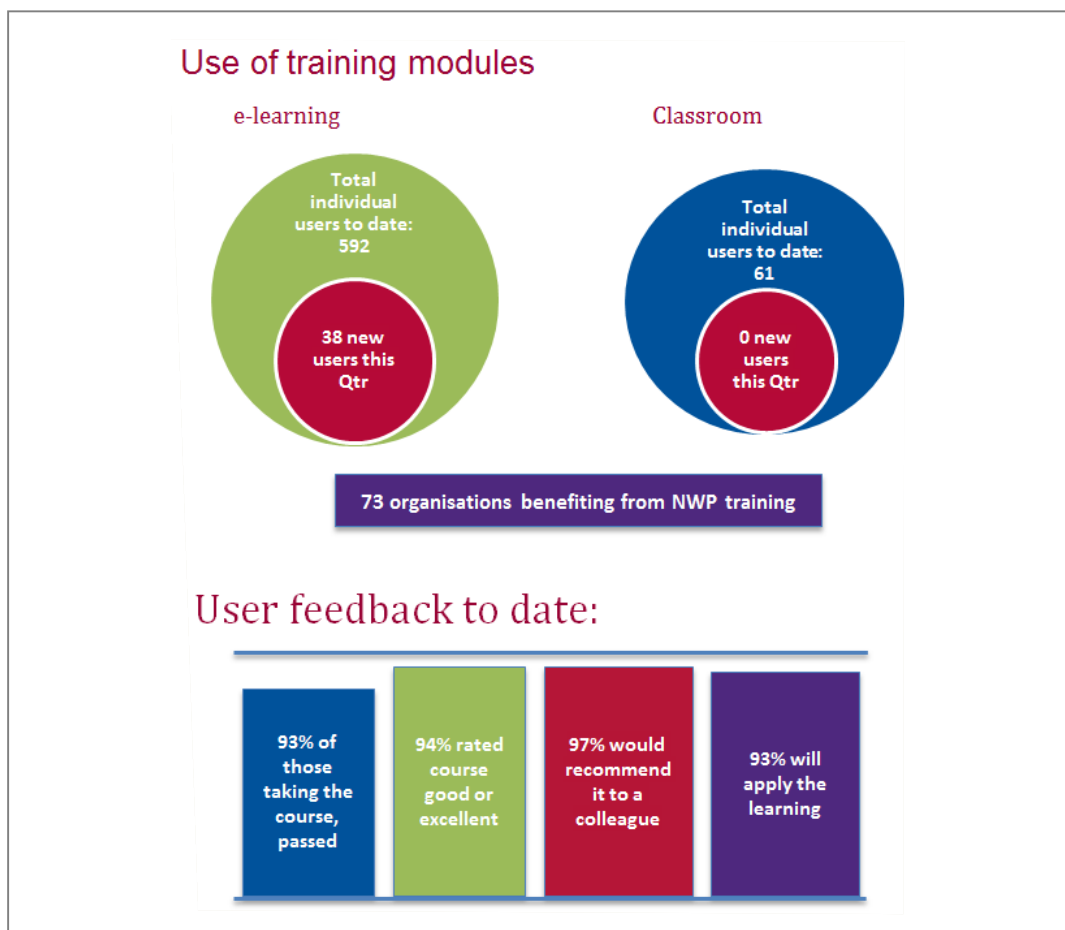 Use of training modules
e-learning
Classroom
Total
individual
users to date:
592
38 new
users this
Qtr
Total
individual
users to date:
61
0 new
users
this Qtr
73 organisations benefiting from NWP training
User feedback to date:
93% of
those
taking the
course,
passed
94% rated
course
good or
excellent
97% would
recommend
it to a
colleague
93% will
apply the
learning